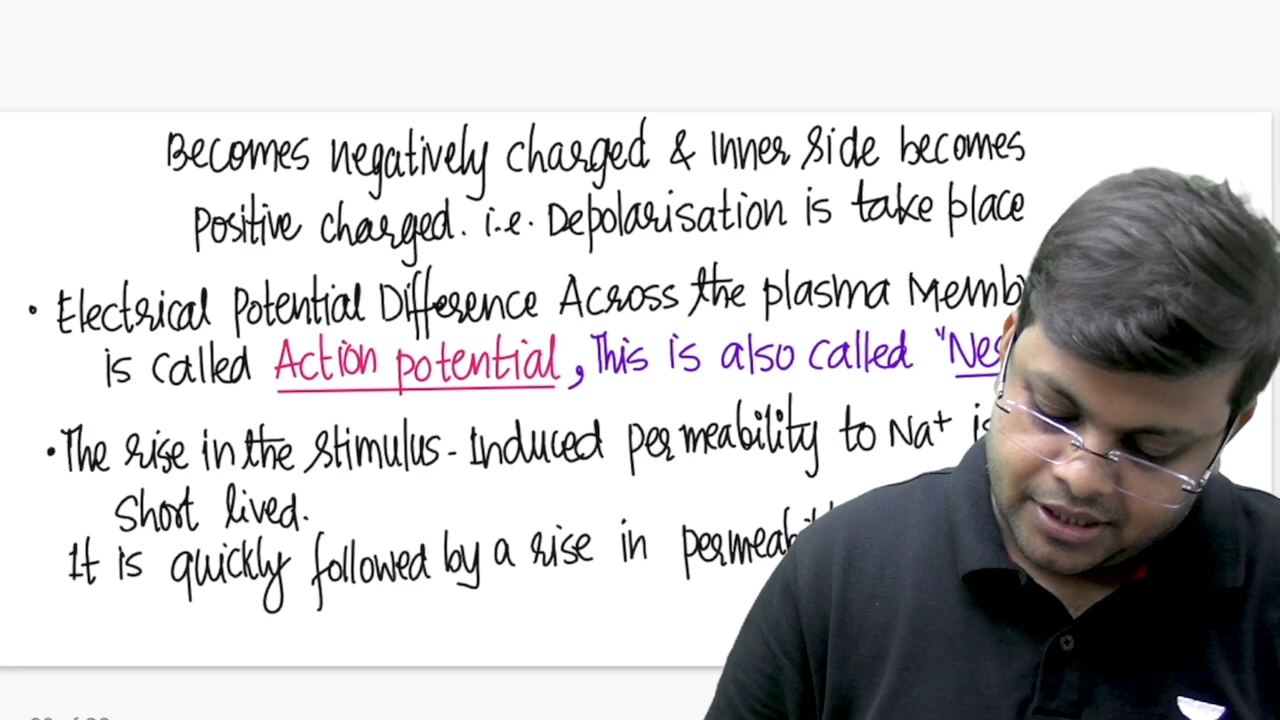 Becomes negatively charged & Inner side becomes
Positive charged. i.e. Depolarisation is take place
• Electrical Potential Difference Across the plasma
is called Action potential, This is also called
• The rise in the stimulus-Induced permeability to Na+ is
short lived.
It is quickly followed by a rise in